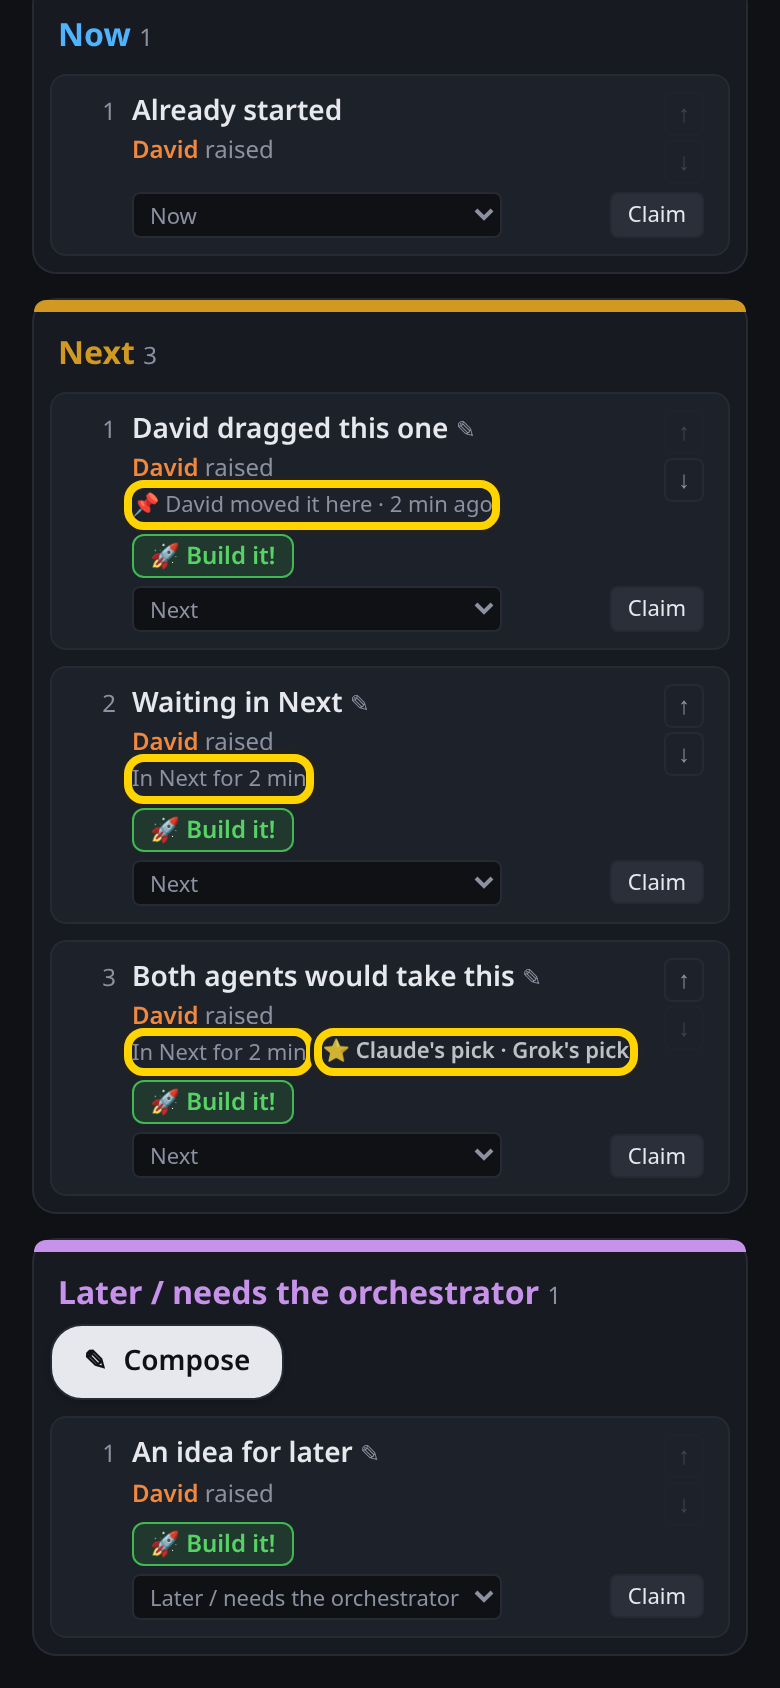 Now 1
1 Already started ↑
David raised
↓
Now Claim
Next 3
1 David dragged this one ✎ ↑
David raised ↓
📌 David moved it here · 2 min ago
🚀 Build it!
Next Claim
2 Waiting in Next ✎ ↑
David raised ↓
In Next for 2 min
🚀 Build it!
Next Claim
3 Both agents would take this ✎ ↑
David raised ↓
In Next for 2 min ⭐ Claude's pick · Grok's pick
🚀 Build it!
Next Claim
Later / needs the orchestrator 1
✎ Compose
1 An idea for later ✎ ↑
David raised ↓
🚀 Build it!
Later / needs the orchestrator Claim